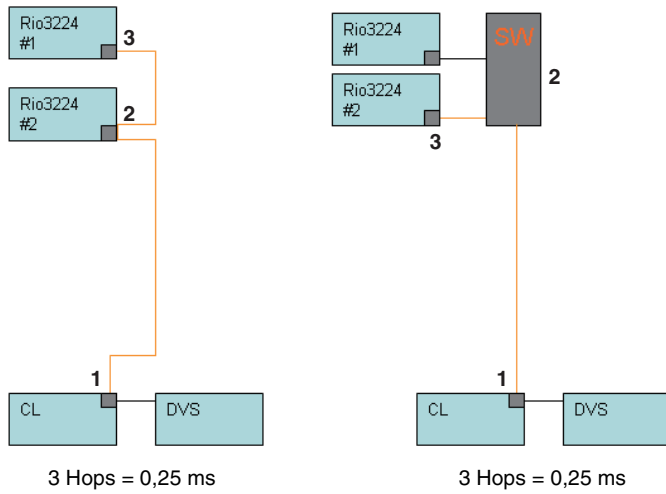 Rio3224
#1
3
Rio3224
#2
2
1
CL
DVS
3 Hops = 0,25 ms
Rio3224
#1
SW
2
Rio3224
#2
3
1
CL
DVS
3 Hops = 0,25 ms